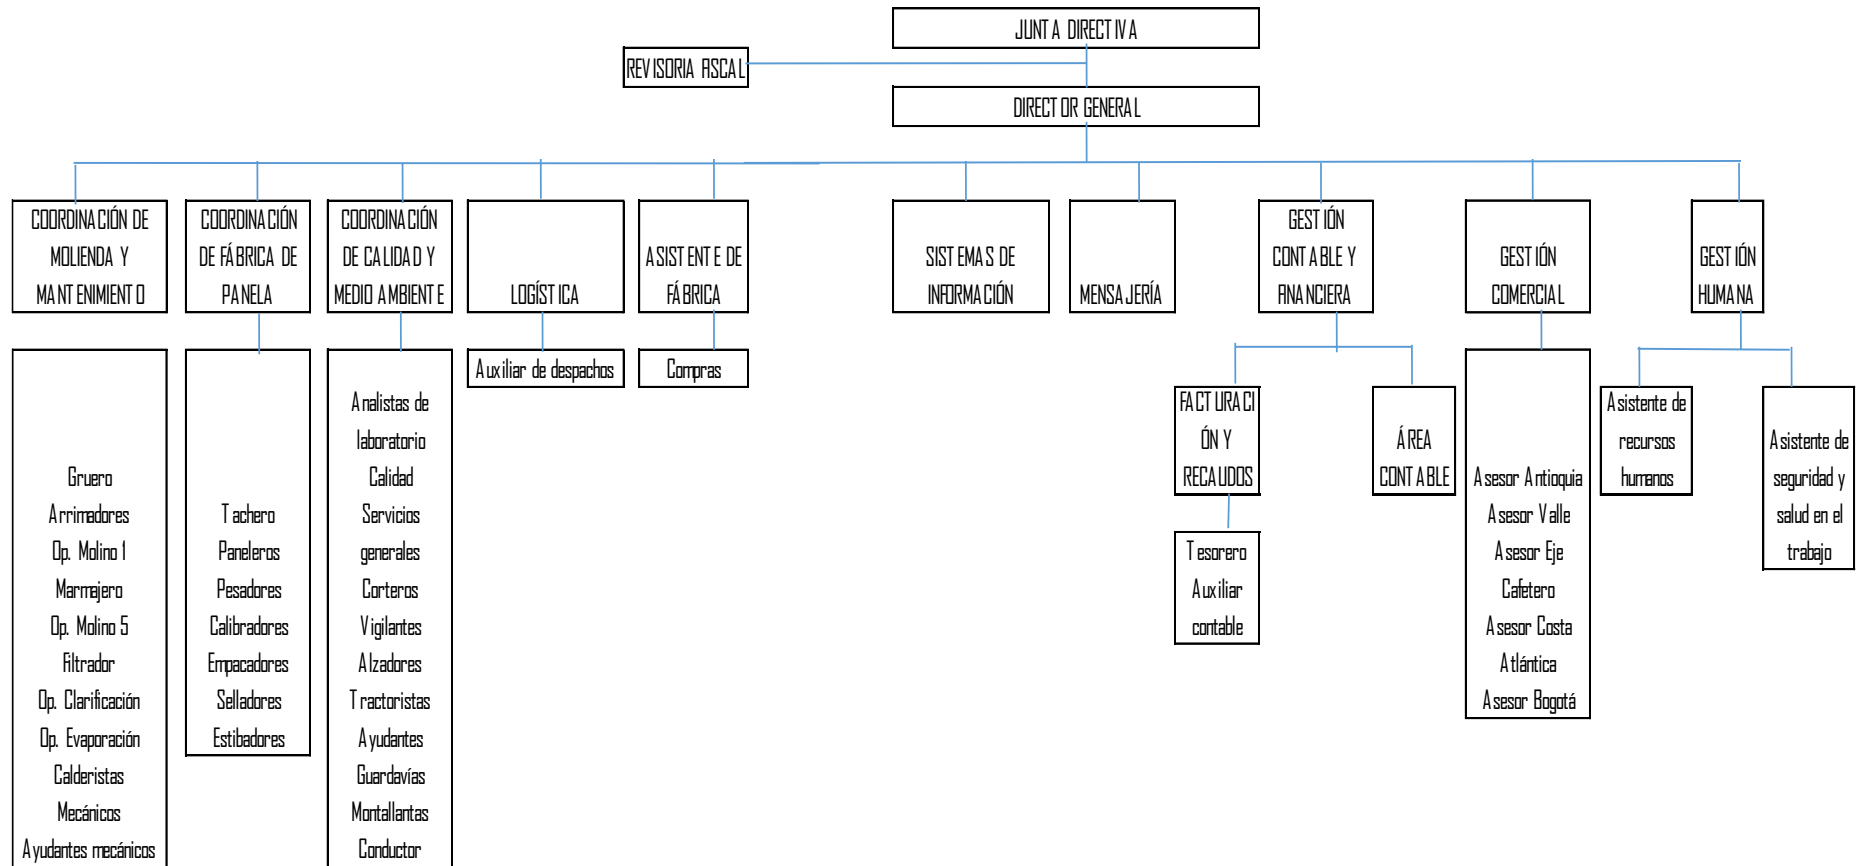 JUNTA DIRECTIVA
REVISORIA FISCAL
DIRECTOR GENERAL
COORDINACIÓN DE
MOLIENDA Y
MANTENIMIENTO
COORDINACIÓN
DE FÁBRICA DE
PANELA
COORDINACIÓN
DE CALIDAD Y
MEDIO AMBIENTE
LOGÍSTICA
ASISTENTE DE
FÁBRICA
SISTEMAS DE
INFORMACIÓN
MENSAJERÍA
GESTIÓN
CONTABLE Y
FINANCIERA
GESTIÓN
COMERCIAL
GESTIÓN
HUMANA
Gruero
Arrimadores
Op. Molino 1
Marmajero
Op. Molino 5
Filtrador
Op. Clarificación
Op. Evaporación
Calderistas
Mecánicos
Ayudantes mecánicos
Tachero
Paneleros
Pesadores
Calibradores
Empacadores
Selladores
Estibadores
Analistas de
laboratorio
Calidad
Servicios
generales
Corteros
Vigilantes
Alzadores
Tractoristas
Ayudantes
Guardavías
Montallantas
Conductor
Auxiliar de despachos
Compras
FACTURACI
ÓN Y
RECAUDOS
Tesorero
Auxiliar
contable
ÁREA
CONTABLE
Asesor Antioquia
Asesor Valle
Asesor Eje
Cafetero
Asesor Costa
Atlántica
Asesor Bogotá
Asistente de
recursos
humanos
Asistente de
seguridad y
salud en el
trabajo